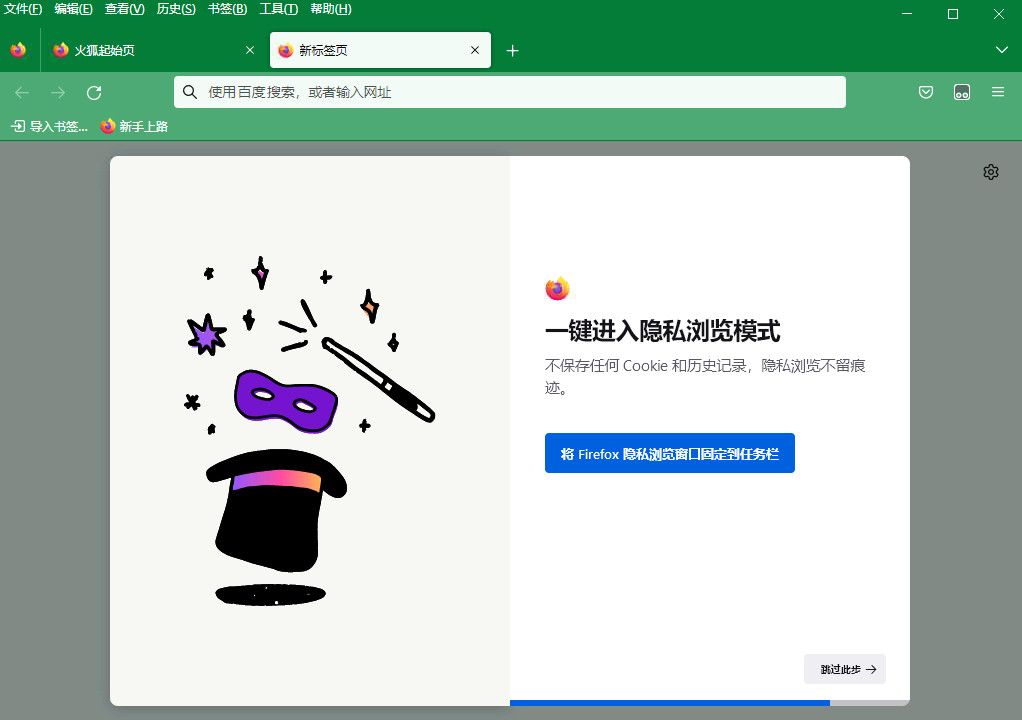 文件(F) 编辑(E) 查看(V) 历史(S) 书签(B) 工具(T) 帮助(H)
火狐起始页 新标签页
使用百度搜索，或者输入网址
导入书签... 新手上路
一键进入隐私浏览模式
不保存任何 Cookie 和历史记录，隐私浏览不留痕
迹。
将 Firefox 隐私浏览窗口固定到任务栏
跳过此步